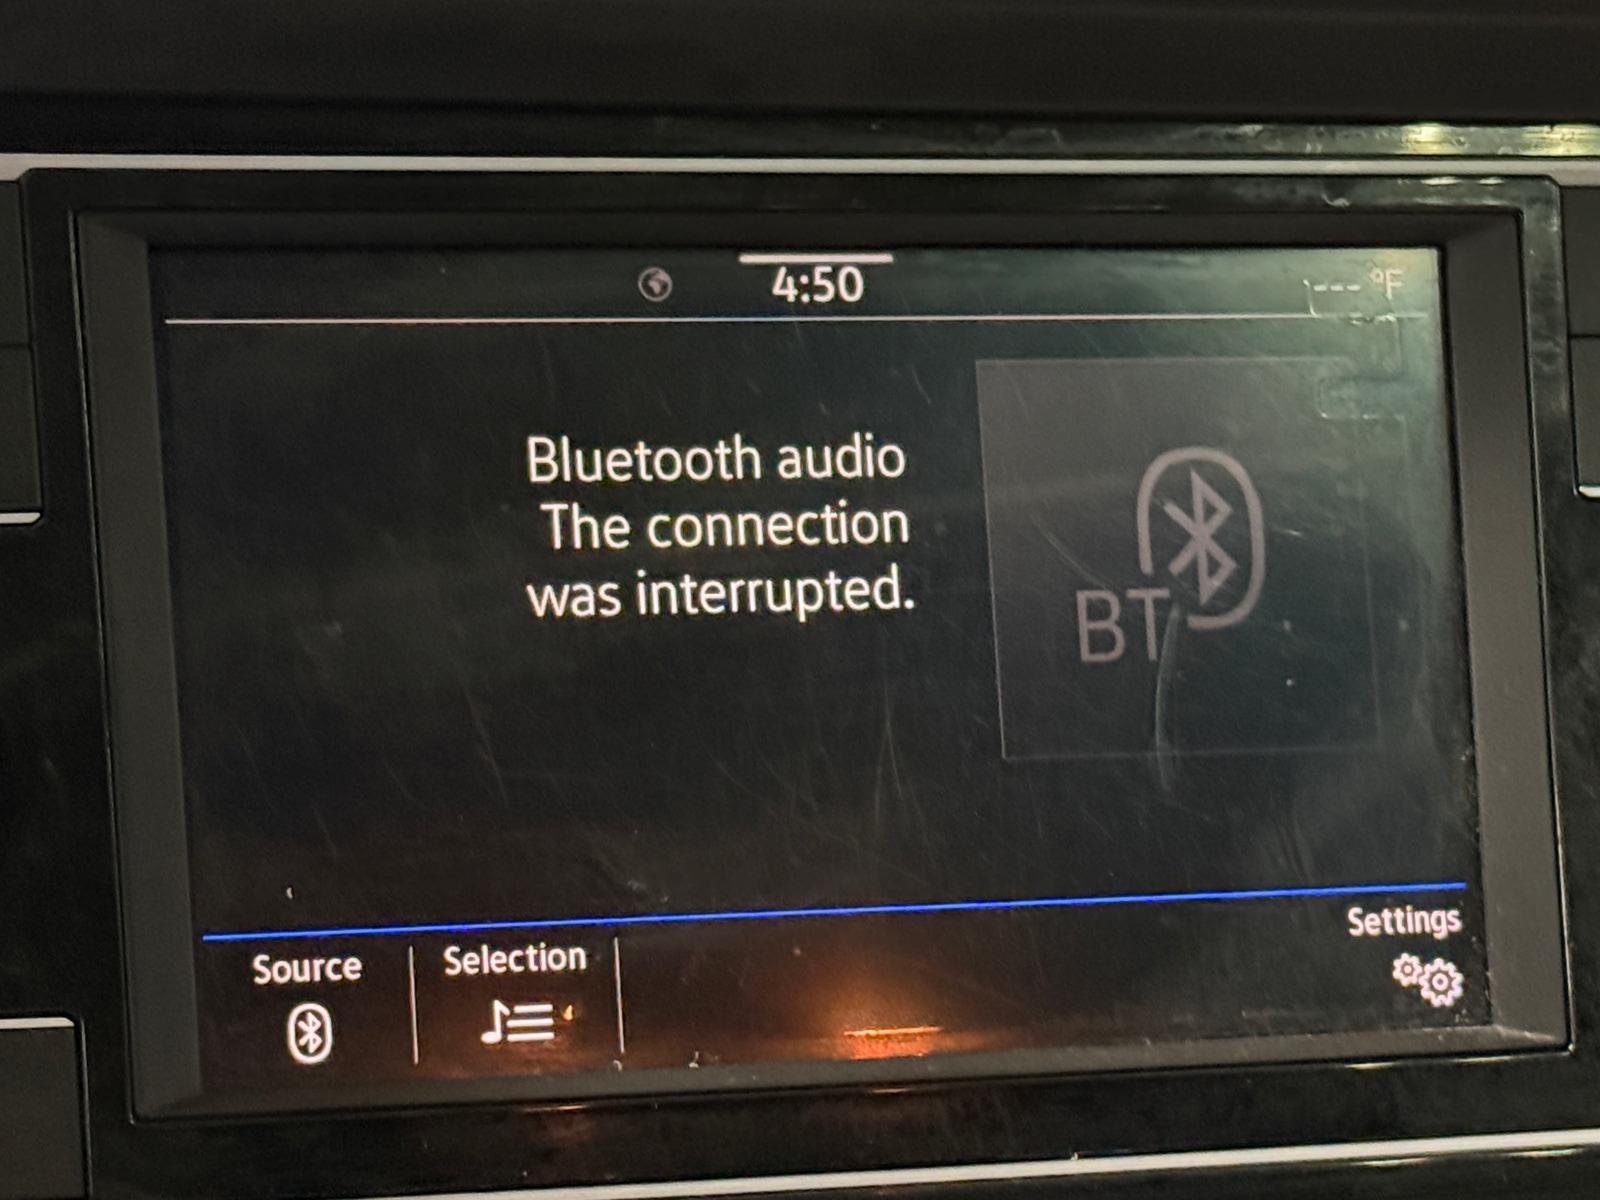 4:50
--- °F
Bluetooth audio
The connection
was interrupted.
BT
Settings
Source
Selection